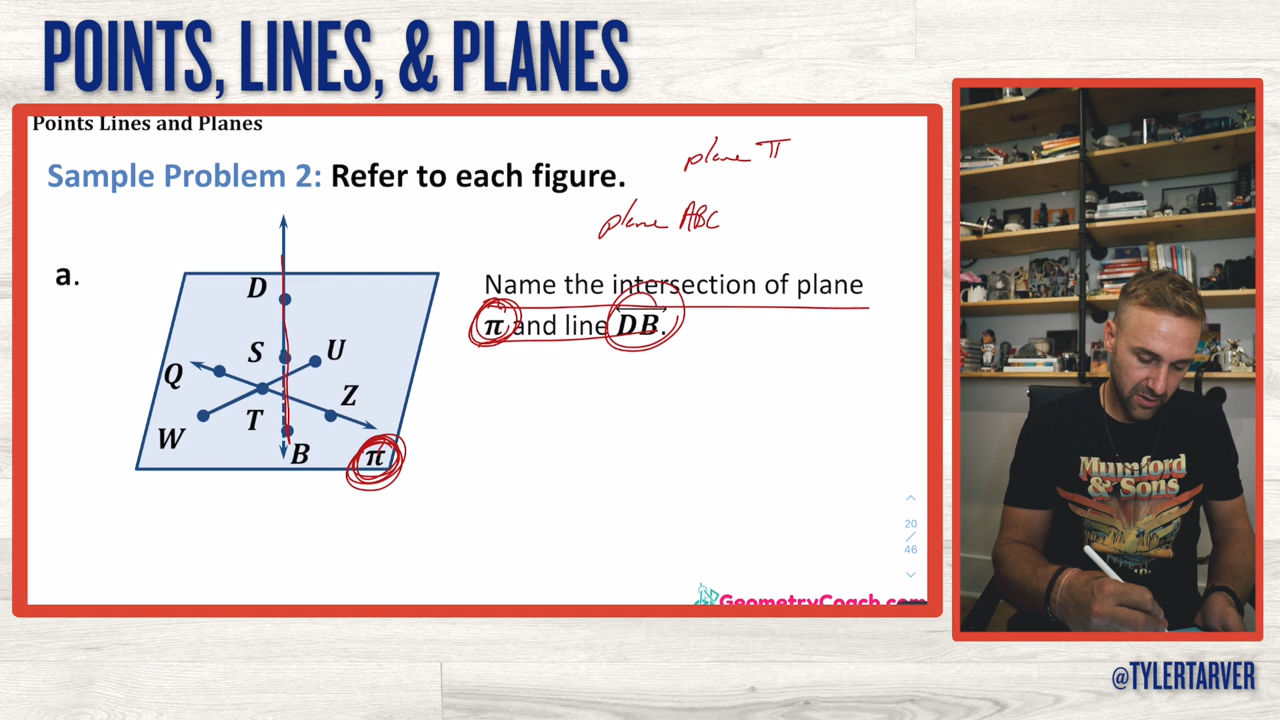 POINTS, LINES, & PLANES
Points Lines and Planes
Sample Problem 2: Refer to each figure.
plane π
plane ABC
a.
Name the intersection of plane
π and line DB.
D
S
U
Q
Z
T
W
B
π
20
/
46
GeometryCoach.com
Mumford
& Sons
@TYLERTARVER